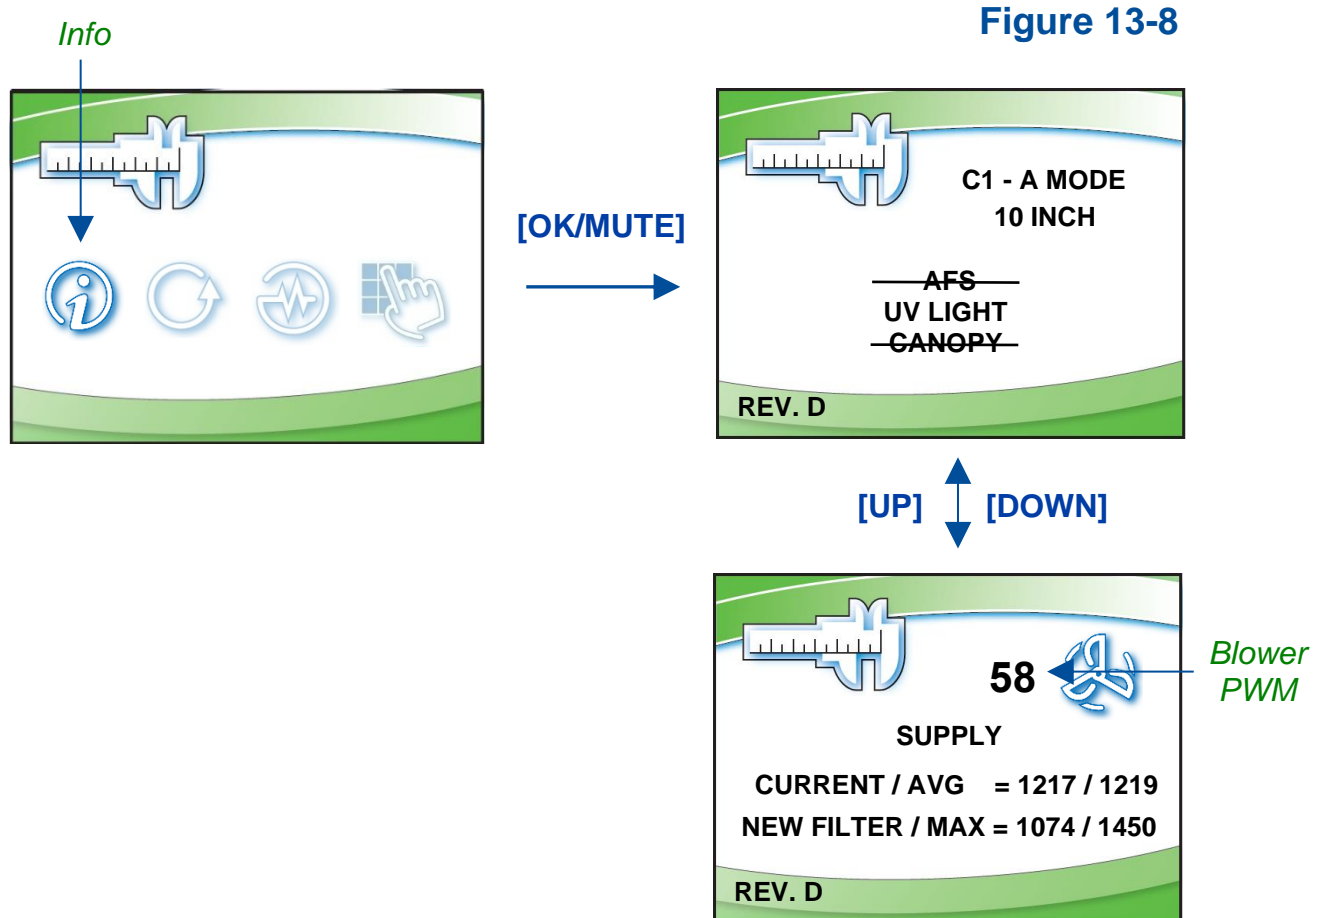 Figure 13-8
Info
[OK/MUTE]
C1 - A MODE
10 INCH
AFS
UV LIGHT
CANOPY
REV. D
[UP] [DOWN]
58
Blower
PWM
SUPPLY
CURRENT / AVG = 1217 / 1219
NEW FILTER / MAX = 1074 / 1450
REV. D